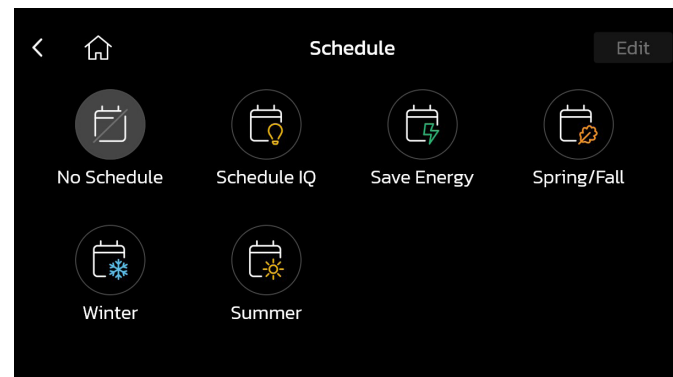 Schedule
Edit
No Schedule
Schedule IQ
Save Energy
Spring/Fall
Winter
Summer